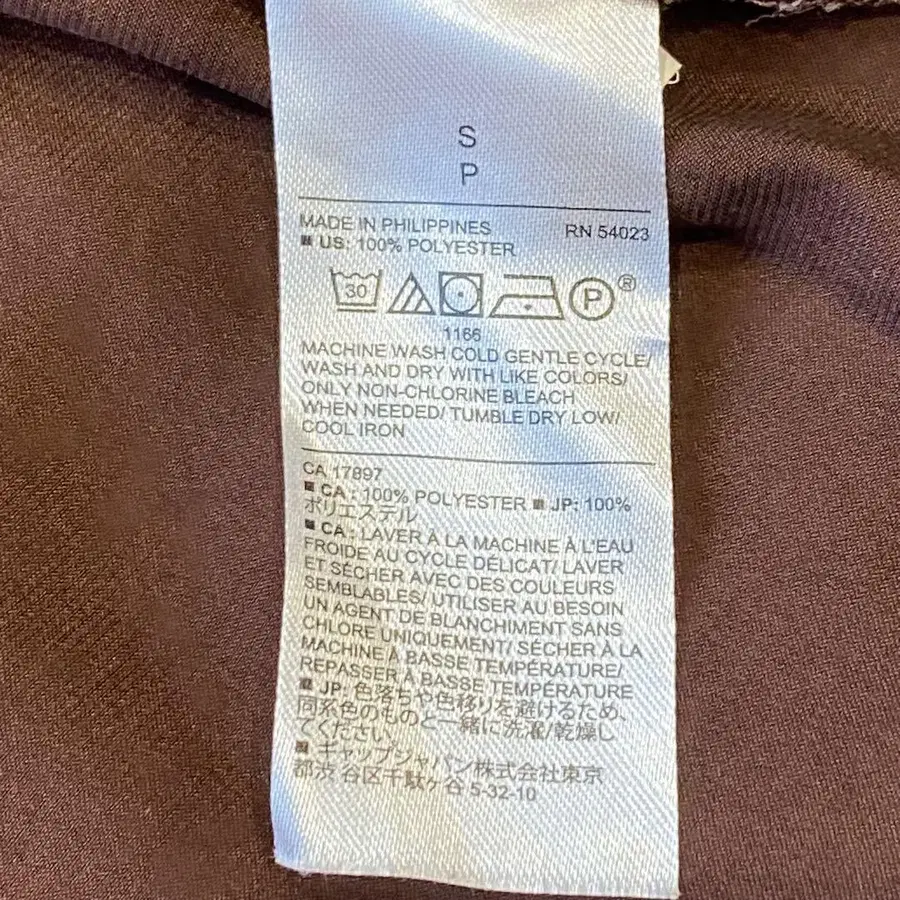 S
P
MADE IN PHILIPPINES RN 54023
■ US: 100% POLYESTER
30 P ®
1166
MACHINE WASH COLD GENTLE CYCLE/
WASH AND DRY WITH LIKE COLORS/
ONLY NON-CHLORINE BLEACH
WHEN NEEDED/ TUMBLE DRY LOW/
COOL IRON
CA 17897
■ CA : 100% POLYESTER ■ JP: 100%
ポリエステル
■ CA : LAVER À LA MACHINE À L'EAU
FROIDE AU CYCLE DÉLICAT/ LAVER
ET SÉCHER AVEC DES COULEURS
SEMBLABLES/ UTILISER AU BESOIN
UN AGENT DE BLANCHIMENT SANS
CHLORE UNIQUEMENT/ SÉCHER À LA
MACHINE À BASSE TEMPÉRATURE/
REPASSER À BASSE TEMPÉRATURE
■ JP: 色落ちや色移りを避けるため、
同系色のものと一緒に洗濯/乾燥し
てください.
■ ギャップジャパン株式会社東京
都渋 谷区千駄ヶ谷 5-32-10